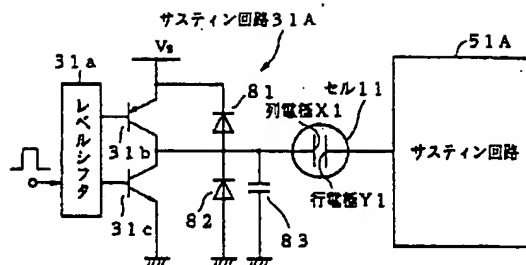 サスティン回路31A
51A
Vs
31a
81
セル11
列電極X1
レベルシフタ
31b
サスティン回路
行電極Y1
31c
82
83